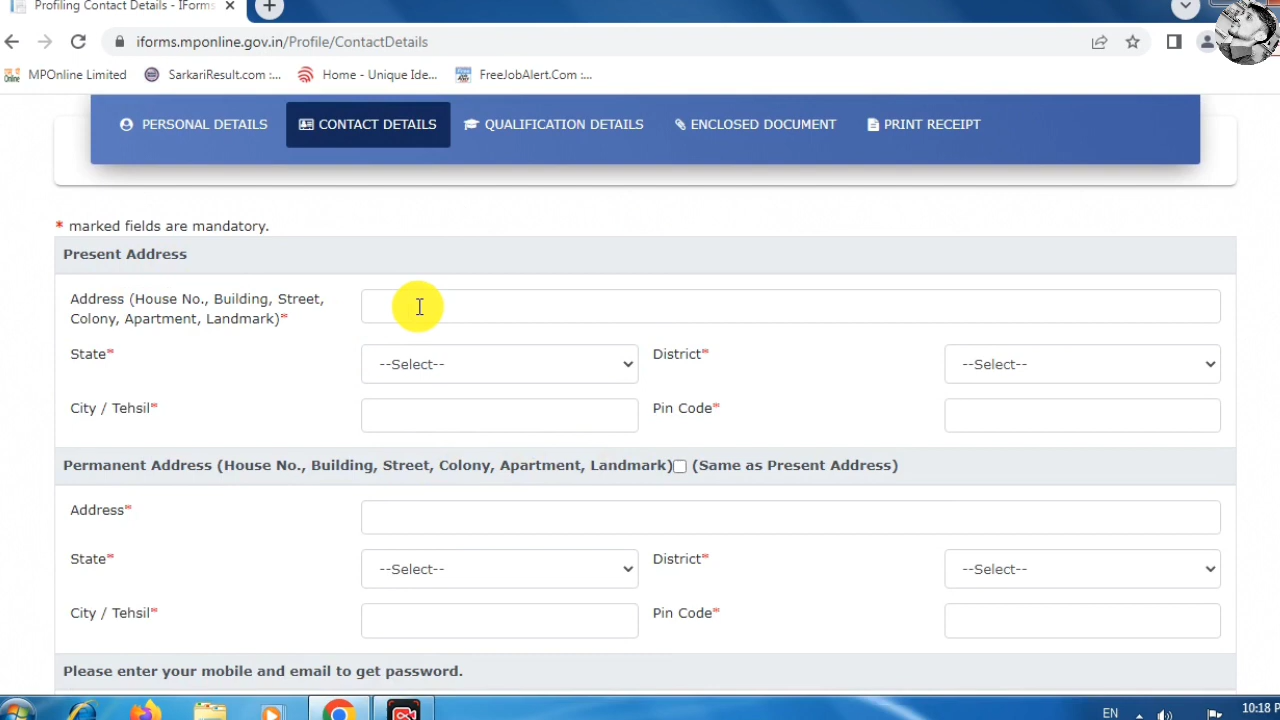 Profiling Contact Details - IForms
iforms.mponline.gov.in/Profile/ContactDetails
MPOnline Limited SarkariResult.com :... Home - Unique Ide... FreeJobAlert.Com :...
PERSONAL DETAILS CONTACT DETAILS QUALIFICATION DETAILS ENCLOSED DOCUMENT PRINT RECEIPT
* marked fields are mandatory.
Present Address
Address (House No., Building, Street,
Colony, Apartment, Landmark)*
State* --Select-- District* --Select--
City / Tehsil* Pin Code*
Permanent Address (House No., Building, Street, Colony, Apartment, Landmark) (Same as Present Address)
Address*
State* --Select-- District* --Select--
City / Tehsil* Pin Code*
Please enter your mobile and email to get password.
EN 10:18 P